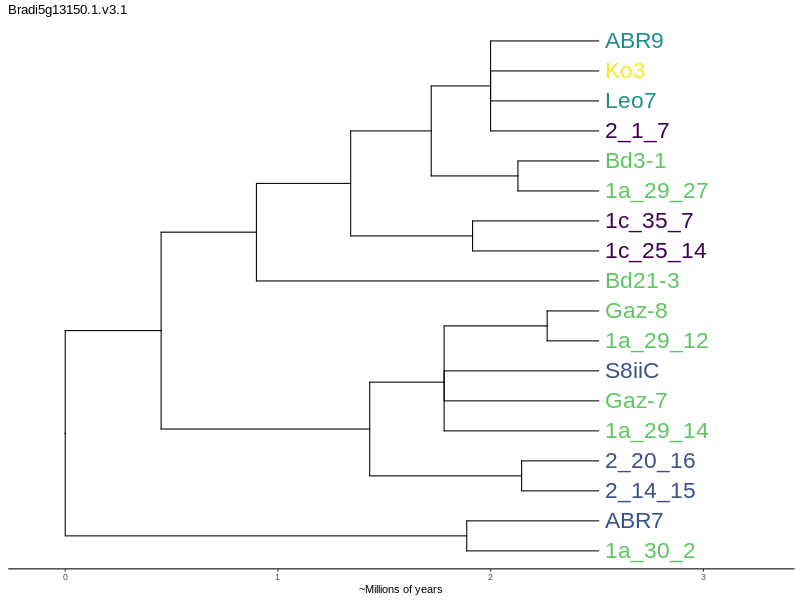 Bradi5g13150.1.v3.1
ABR9
Ko3
Leo7
2_1_7
Bd3-1
1a_29_27
1c_35_7
1c_25_14
Bd21-3
Gaz-8
1a_29_12
S8iiC
Gaz-7
1a_29_14
2_20_16
2_14_15
ABR7
1a_30_2
0 1 2 3
~Millions of years